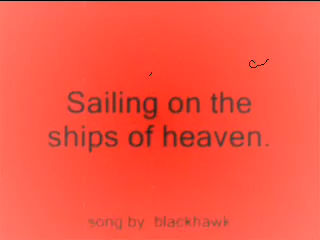 Sailing on the
ships of heaven.
song by blackhawk